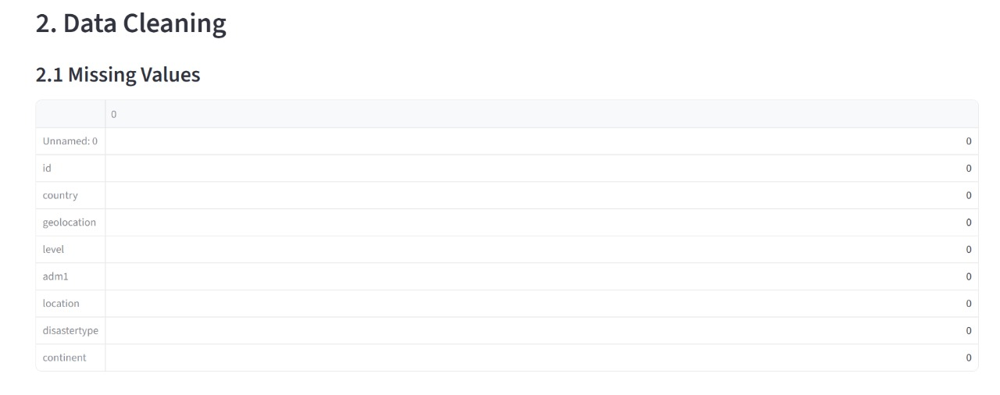 2. Data Cleaning
2.1 Missing Values
0
Unnamed: 0 0
id 0
country 0
geolocation 0
level 0
adm1 0
location 0
disastertype 0
continent 0